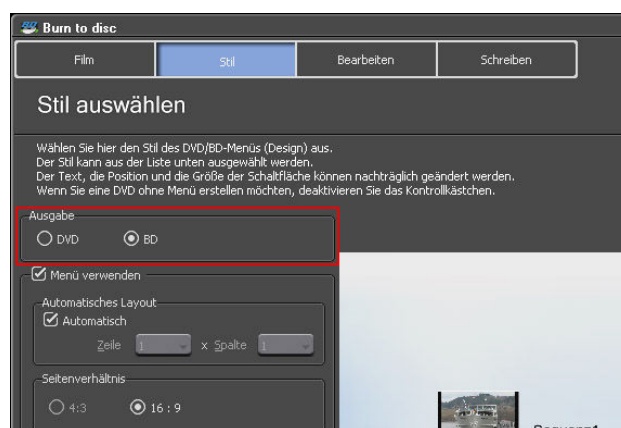 Burn to disc
Film Stil Bearbeiten Schreiben
Stil auswählen
Wählen Sie hier den Stil des DVD/BD-Menüs (Design) aus.
Der Stil kann aus der Liste unten ausgewählt werden.
Der Text, die Position und die Größe der Schaltfläche können nachträglich geändert werden.
Wenn Sie eine DVD ohne Menü erstellen möchten, deaktivieren Sie das Kontrollkästchen.
Ausgabe
DVD BD
Menü verwenden
Automatisches Layout
Automatisch
Zeile 1 x Spalte 1
Seitenverhältnis
4:3 16 : 9